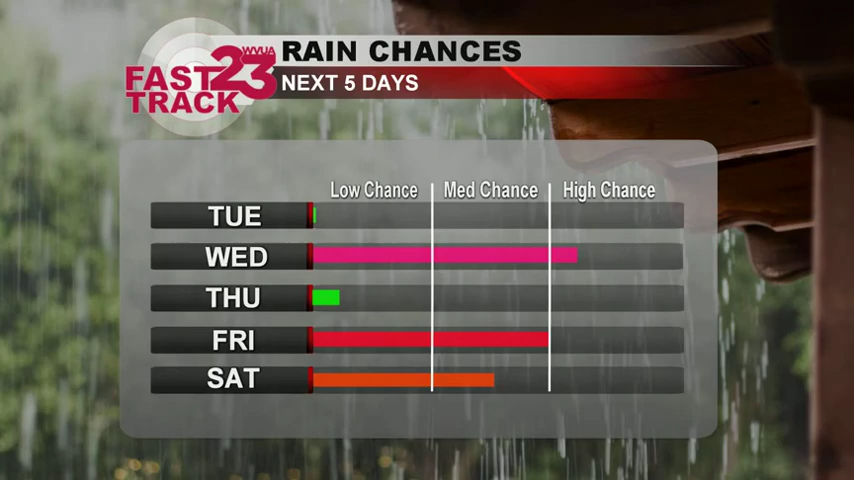 WVUA
23
FAST
TRACK
RAIN CHANCES
NEXT 5 DAYS
Low Chance Med Chance High Chance
TUE
WED
THU
FRI
SAT